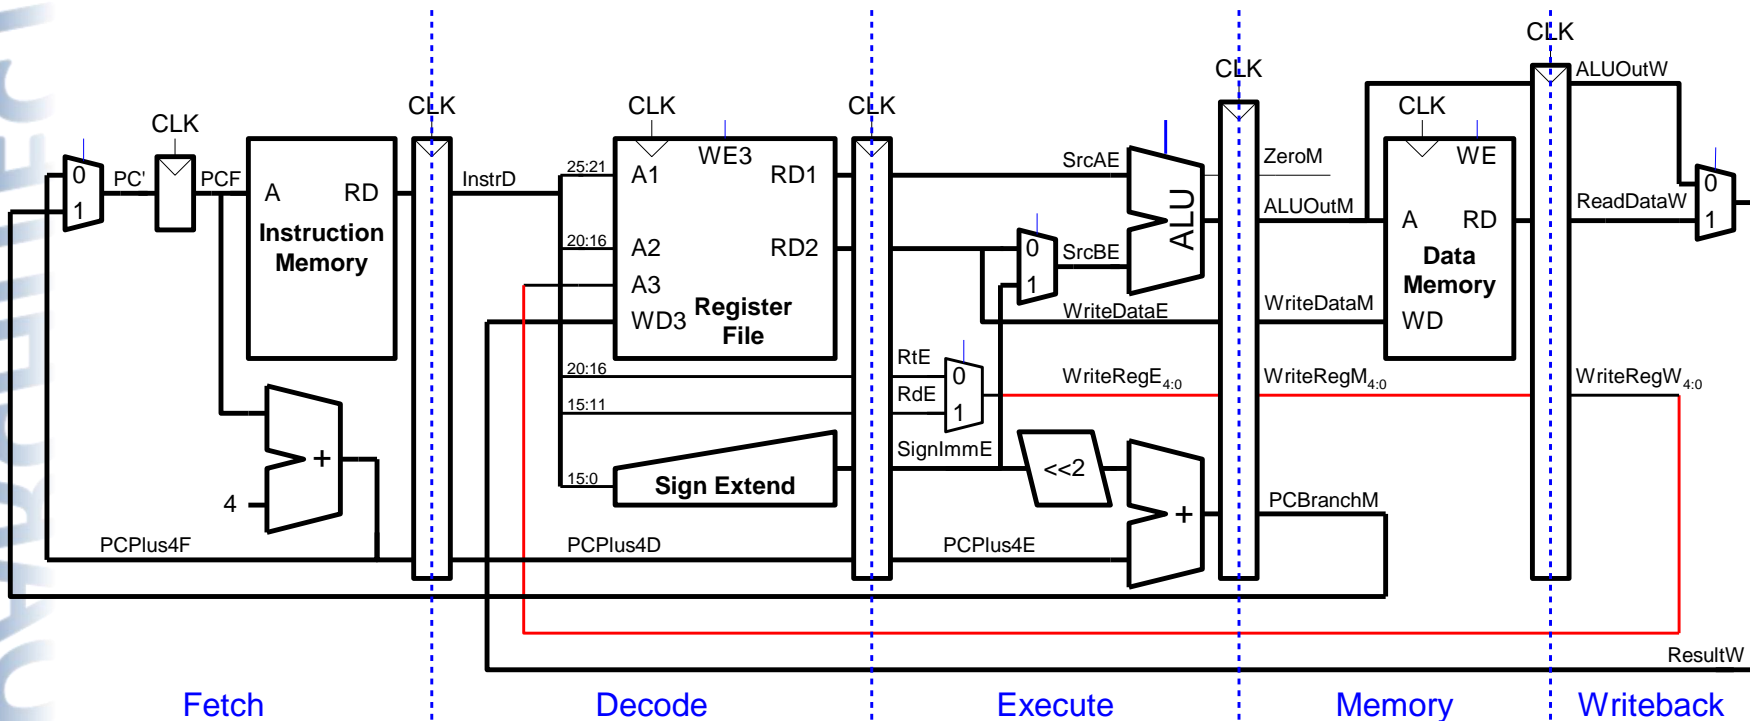 CLK
ALUOutW
CLK
CLK
CLK
CLK
CLK
CLK
CLK
0
1
PC'
PCF
A
RD
Instruction
Memory
InstrD
25:21
20:16
A1
A2
A3
WD3
WE3
RD1
RD2
Register
File
SrcAE
0
1
SrcBE
ALU
ZeroM
ALUOutM
WE
A
RD
Data
Memory
WD
ReadDataW
0
1
WriteDataE
WriteDataM
20:16
15:11
RtE
RdE
0
1
WriteRegE4:0
WriteRegM4:0
WriteRegW4:0
+
4
15:0
Sign Extend
SignImmE
<<2
+
PCBranchM
PCPlus4F
PCPlus4D
PCPlus4E
ResultW
Fetch
Decode
Execute
Memory
Writeback